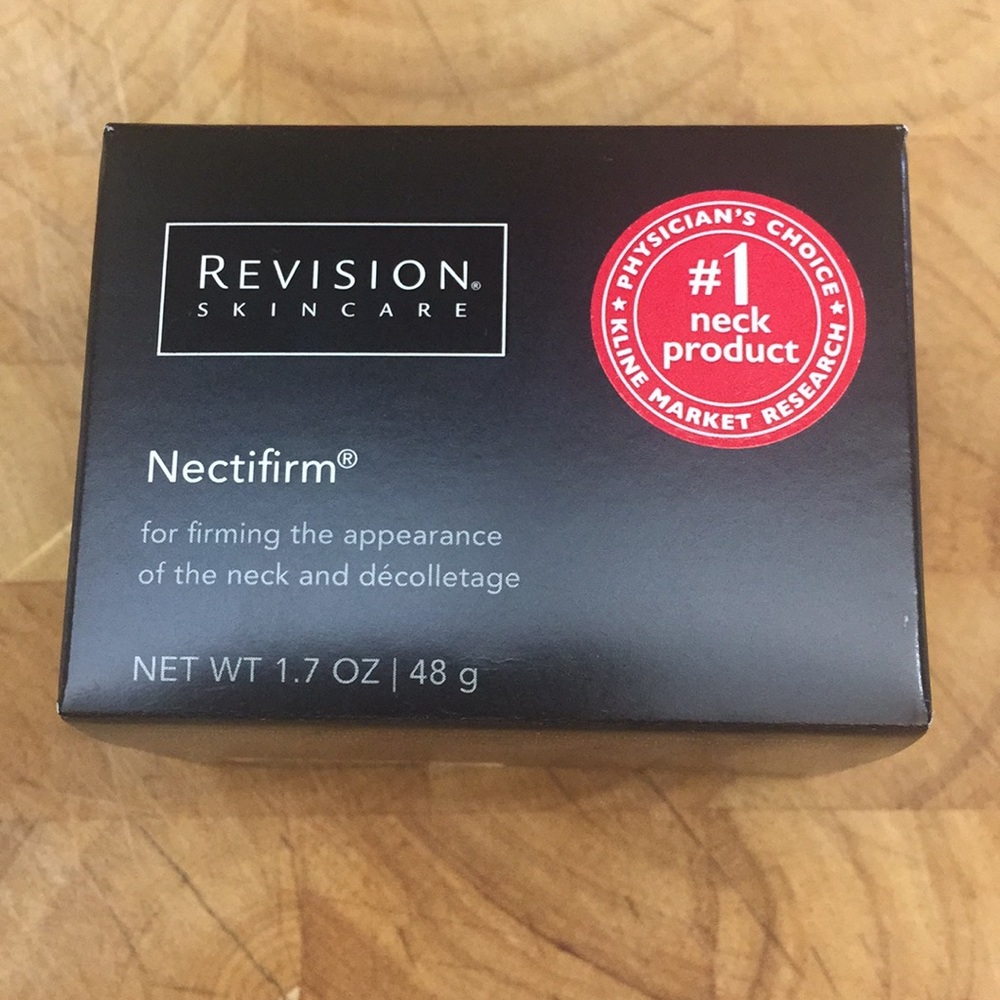 REVISION®
SKINCARE
PHYSICIAN'S CHOICE
#1
neck
product
★ KLINE MARKET RESEARCH ★
Nectifirm®
for firming the appearance
of the neck and décolletage
NET WT 1.7 OZ | 48 g